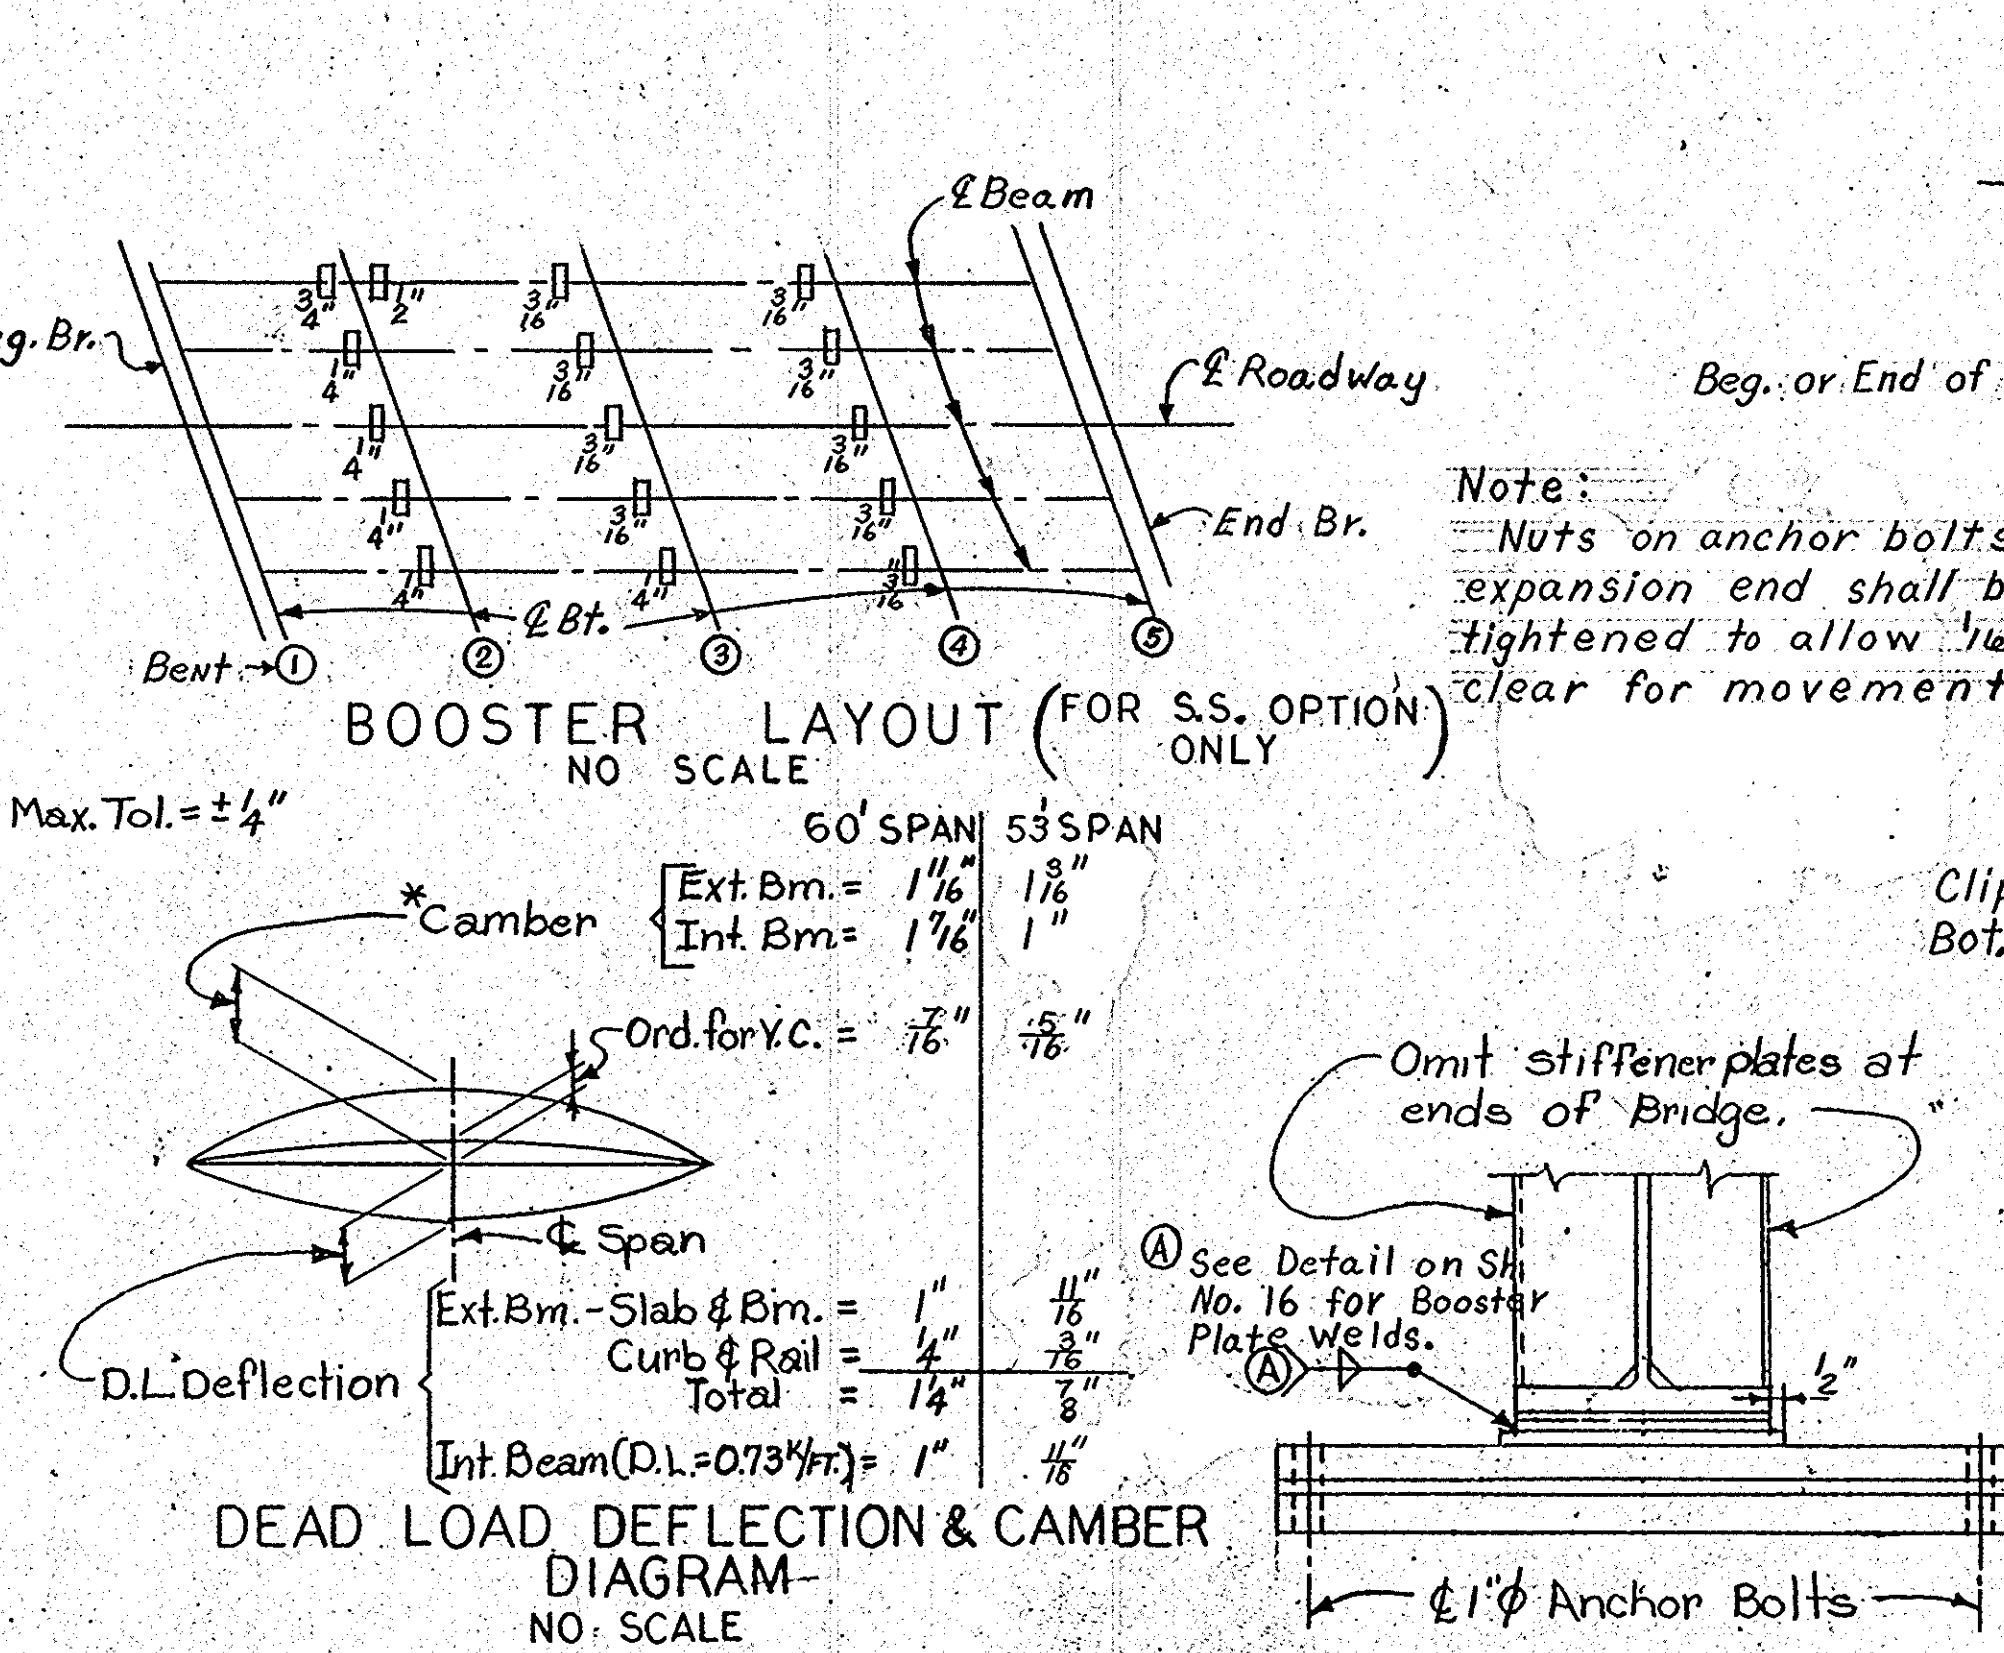 ℄ Beam
3/4" 1/2" 3/16" 3/16"
g. Br.
1/4" 3/16" 3/16"
℄ Roadway
1/4" 3/16" 3/16"
1/4" 3/16" 3/16"
End Br.
1/4" 1/4" 3/16"
℄ Bt.
Bent 1 2 3 4 5
BOOSTER LAYOUT (FOR S.S. OPTION ONLY)
NO SCALE
Beg. or End of
Note:
Nuts on anchor bolts
expansion end shall b
tightened to allow 1/16
clear for movement
Max. Tol. = ± 1/4"
60' SPAN 53' SPAN
*Camber
Ext. Bm. = 1 11/16" 1 3/16"
Int. Bm = 1 7/16" 1"
Ord. for V.C. = 7/16" 5/16"
℄ Span
D.L. Deflection
Ext. Bm. - Slab & Bm. = 1" 11/16"
Curb & Rail = 1/4" 3/16"
Total = 1 1/4" 7/8"
Int. Beam (D.L. = 0.73 K/FT.) = 1" 11/16"
DEAD LOAD DEFLECTION & CAMBER
DIAGRAM
NO SCALE
Clip
Bot.
Omit stiffener plates at
ends of Bridge.
A See Detail on Sh
No. 16 for Booster
Plate Welds.
A
1/2"
℄ 1"ϕ Anchor Bolts